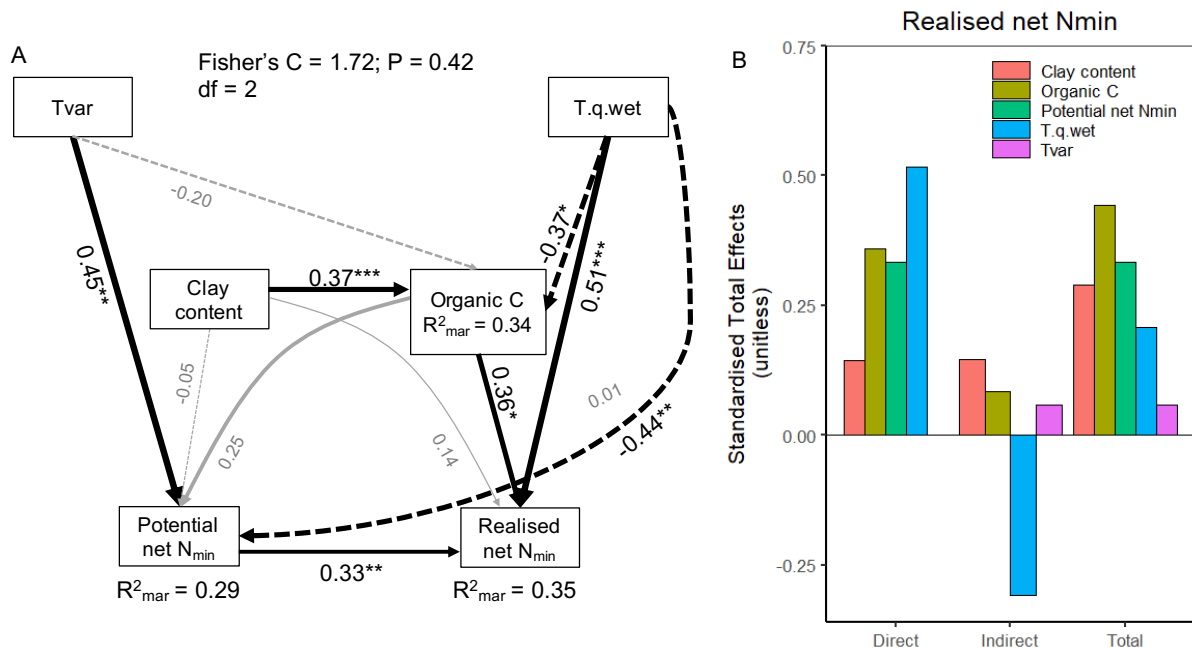 A
Fisher's C = 1.72; P = 0.42
df = 2
Tvar
T.q.wet
-0.20
-0.37*
0.45**
0.51***
0.37***
Clay
content
Organic C
R²mar = 0.34
-0.05
0.36*
0.01
-0.44**
0.25
0.14
Potential
net Nmin
Realised
net Nmin
0.33**
R²mar = 0.29
R²mar = 0.35
B
Realised net Nmin
Clay content
Organic C
Potential net Nmin
T.q.wet
Tvar
Standardised Total Effects
(unitless)
0.75
0.50
0.25
0.00
-0.25
Direct
Indirect
Total